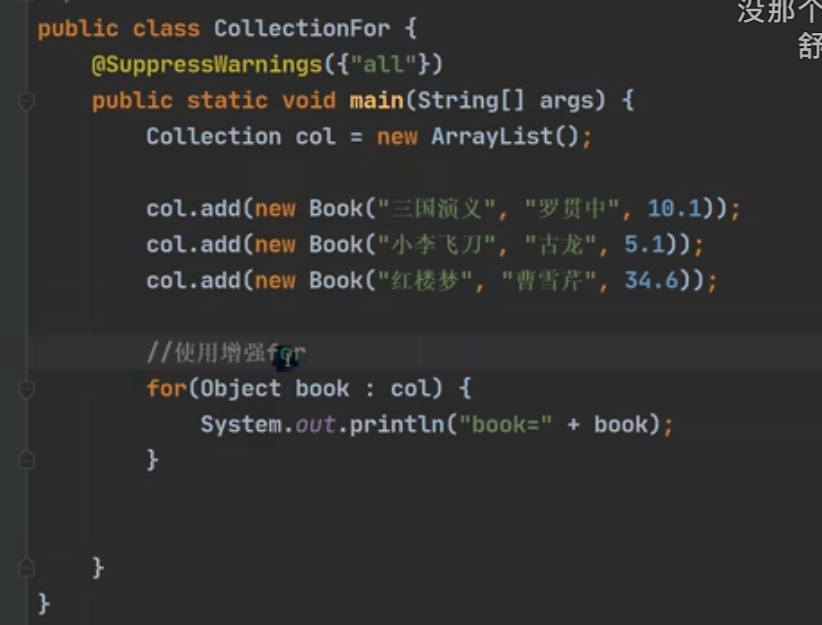 没那个
舒
public class CollectionFor {
@SuppressWarnings({"all"})
public static void main(String[] args) {
Collection col = new ArrayList();
col.add(new Book("三国演义", "罗贯中", 10.1));
col.add(new Book("小李飞刀", "古龙", 5.1));
col.add(new Book("红楼梦", "曹雪芹", 34.6));
//使用增强for
for(Object book : col) {
System.out.println("book=" + book);
}
}
}